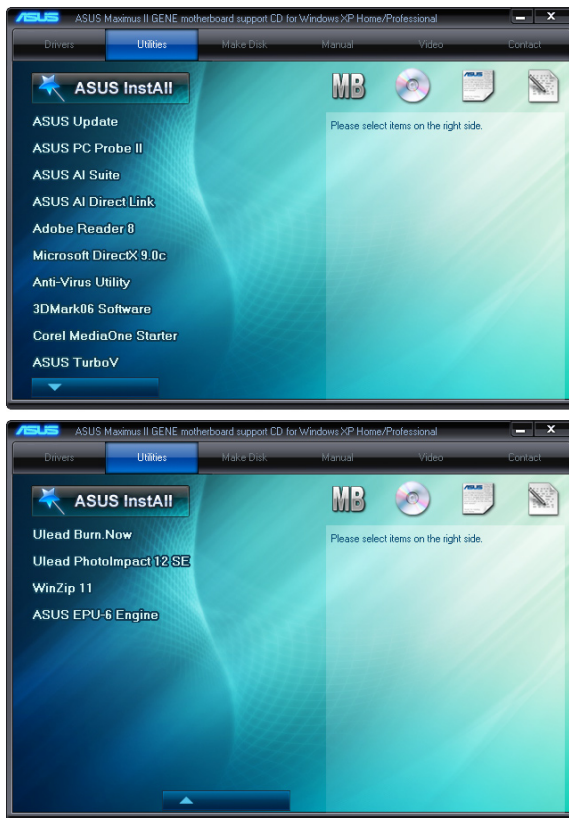 ASUS ASUS Maximus II GENE motherboard support CD for Windows XP Home/Professional
Drivers Utilities Make Disk Manual Video Contact
ASUS InstAll MB
ASUS Update
Please select items on the right side.
ASUS PC Probe II
ASUS AI Suite
ASUS AI Direct Link
Adobe Reader 8
Microsoft DirectX 9.0c
Anti-Virus Utility
3DMark06 Software
Corel MediaOne Starter
ASUS TurboV
ASUS ASUS Maximus II GENE motherboard support CD for Windows XP Home/Professional
Drivers Utilities Make Disk Manual Video Contact
ASUS InstAll MB
Ulead Burn.Now
Please select items on the right side.
Ulead PhotoImpact 12 SE
WinZip 11
ASUS EPU-6 Engine